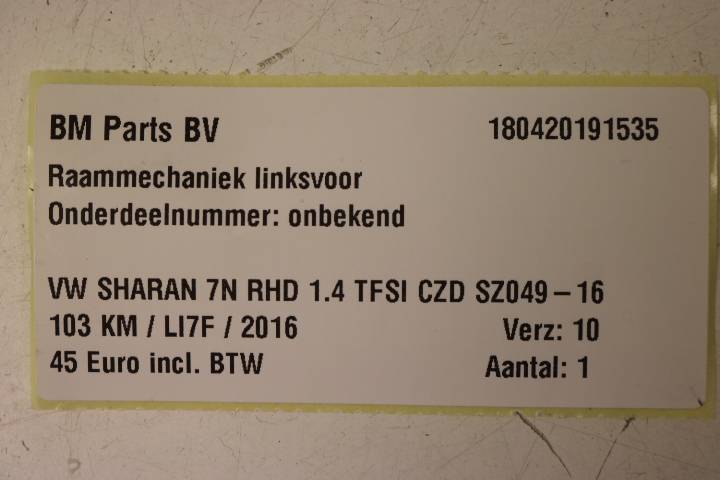 BM Parts BV 180420191535
Raammechaniek linksvoor
Onderdeelnummer: onbekend
VW SHARAN 7N RHD 1.4 TFSI CZD SZ049-16
103 KM / LI7F / 2016 Verz: 10
45 Euro incl. BTW Aantal: 1